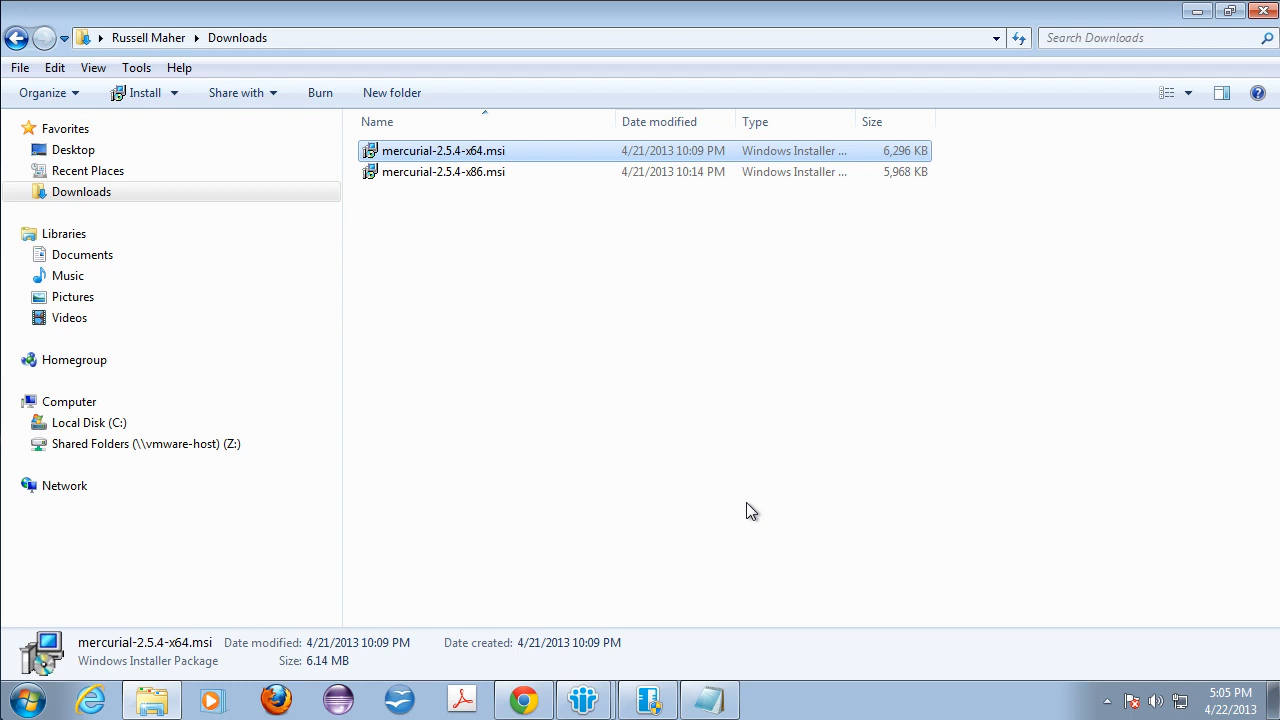 Russell Maher Downloads
Search Downloads
File Edit View Tools Help
Organize Install Share with Burn New folder
Name Date modified Type Size
mercurial-2.5.4-x64.msi 4/21/2013 10:09 PM Windows Installer ... 6,296 KB
mercurial-2.5.4-x86.msi 4/21/2013 10:14 PM Windows Installer ... 5,968 KB
Favorites
Desktop
Recent Places
Downloads
Libraries
Documents
Music
Pictures
Videos
Homegroup
Computer
Local Disk (C:)
Shared Folders (\\vmware-host) (Z:)
Network
mercurial-2.5.4-x64.msi Date modified: 4/21/2013 10:09 PM Date created: 4/21/2013 10:09 PM
Windows Installer Package Size: 6.14 MB
5:05 PM
4/22/2013